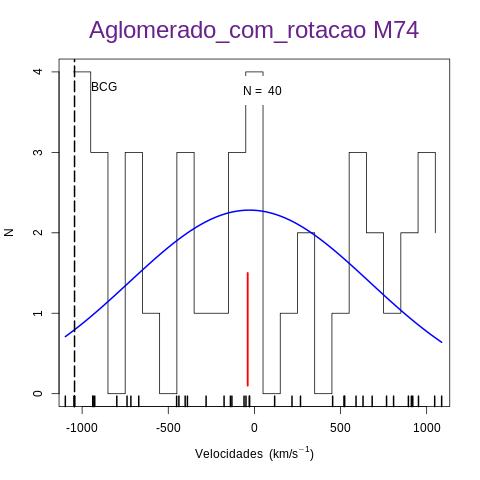 Aglomerado_com_rotacao M74
BCG
N = 40
4
3
2
1
0
N
-1000 -500 0 500 1000
Velocidades (km/s⁻¹)